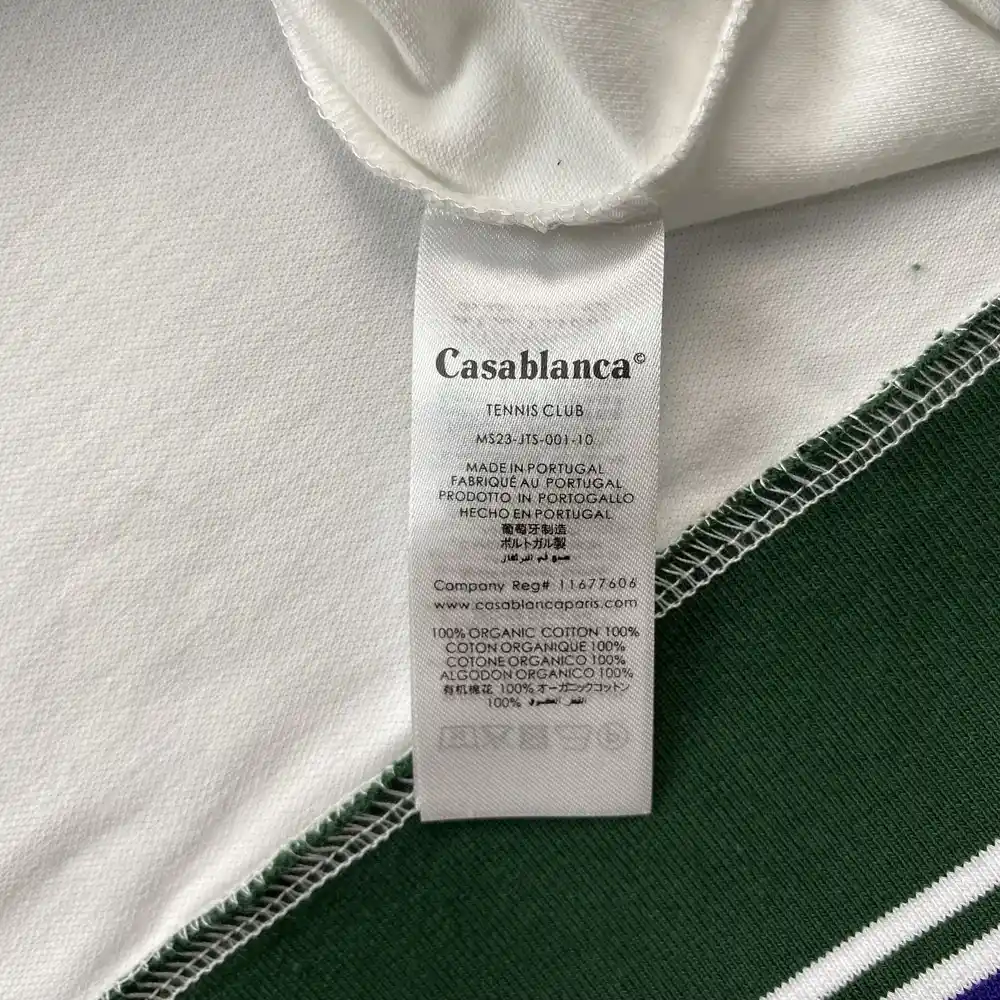 Casablanca©
TENNIS CLUB
MS23-JTS-001-10
MADE IN PORTUGAL
FABRIQUÉ AU PORTUGAL
PRODOTTO IN PORTOGALLO
HECHO EN PORTUGAL
葡萄牙制造
ポルトガル製
Company Reg# 11677606
www.casablancaparis.com
100% ORGANIC COTTON 100%
COTON ORGANIQUE 100%
COTONE ORGANICO 100%
ALGODON ORGANICO 100%
有机棉花 100% オーガニックコットン
100%